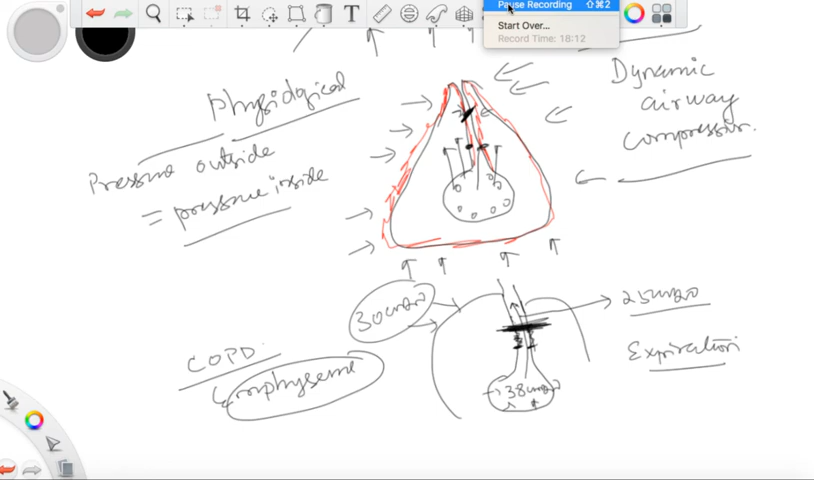 Pause Recording ⇧⌘2
Start Over...
Record Time: 18:12
T
Physiological
Pressure outside
= pressure inside
Dynamic
airway
compression.
30cmH2O
25cmH2O
Expiration
COPD
Emphysema
38cmH2O